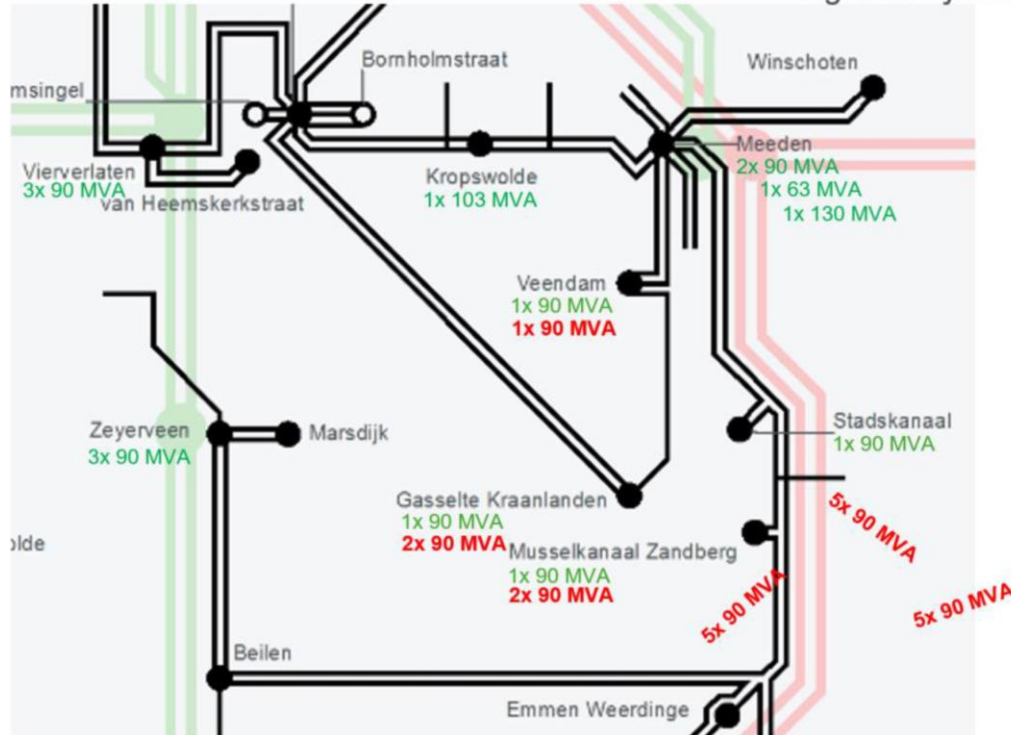 Bornholmstraat
Winschoten
msingel
Meeden
2x 90 MVA
1x 63 MVA
1x 130 MVA
Vierverlaten
3x 90 MVA
van Heemskerkstraat
Kropswolde
1x 103 MVA
Veendam
1x 90 MVA
1x 90 MVA
Zeyerveen
3x 90 MVA
Marsdijk
Stadskanaal
1x 90 MVA
Gasselte Kraanlanden
1x 90 MVA
2x 90 MVA
5x 90 MVA
olde
Musselkanaal Zandberg
1x 90 MVA
2x 90 MVA
5x 90 MVA
5x 90 MVA
Beilen
Emmen Weerdinge